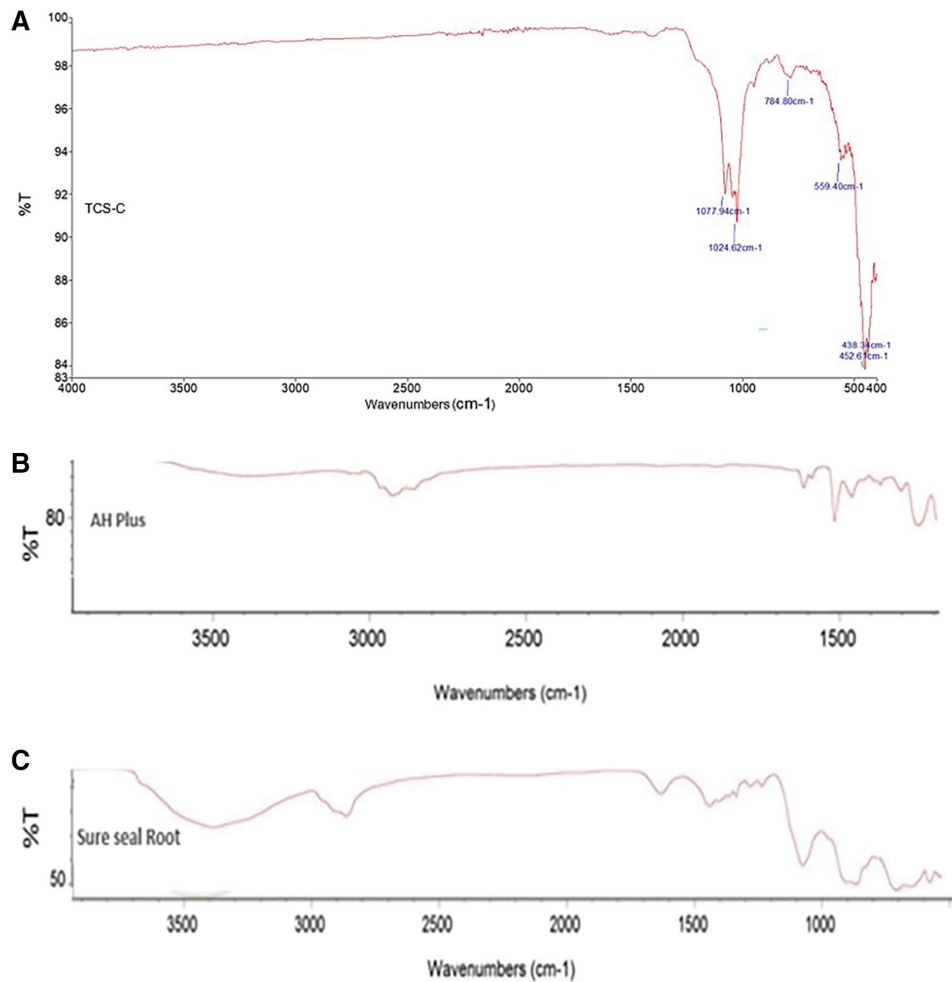 A
100
98
96
94
92
90
88
86
84
83
%T
TCS-C
1077.94cm-1
1024.62cm-1
784.80cm-1
559.40cm-1
438.34cm-1
452.61cm-1
4000 3500 3000 2500 2000 1500 1000 500 400
Wavenumbers (cm-1)
B
80
%T
AH Plus
3500 3000 2500 2000 1500
Wavenumbers (cm-1)
C
%T
Sure seal Root
50
3500 3000 2500 2000 1500 1000
Wavenumbers (cm-1)